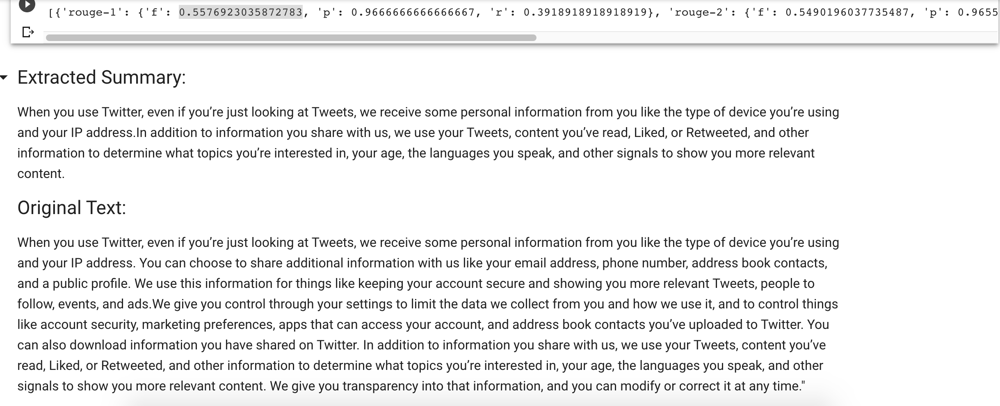 [{'rouge-1': {'f': 0.5576923035872783, 'p': 0.9666666666666667, 'r': 0.3918918918918919}, 'rouge-2': {'f': 0.5490196037735487, 'p': 0.9655
Extracted Summary:
When you use Twitter, even if you’re just looking at Tweets, we receive some personal information from you like the type of device you’re using
and your IP address.In addition to information you share with us, we use your Tweets, content you’ve read, Liked, or Retweeted, and other
information to determine what topics you’re interested in, your age, the languages you speak, and other signals to show you more relevant
content.
Original Text:
When you use Twitter, even if you’re just looking at Tweets, we receive some personal information from you like the type of device you’re using
and your IP address. You can choose to share additional information with us like your email address, phone number, address book contacts,
and a public profile. We use this information for things like keeping your account secure and showing you more relevant Tweets, people to
follow, events, and ads.We give you control through your settings to limit the data we collect from you and how we use it, and to control things
like account security, marketing preferences, apps that can access your account, and address book contacts you’ve uploaded to Twitter. You
can also download information you have shared on Twitter. In addition to information you share with us, we use your Tweets, content you’ve
read, Liked, or Retweeted, and other information to determine what topics you’re interested in, your age, the languages you speak, and other
signals to show you more relevant content. We give you transparency into that information, and you can modify or correct it at any time."